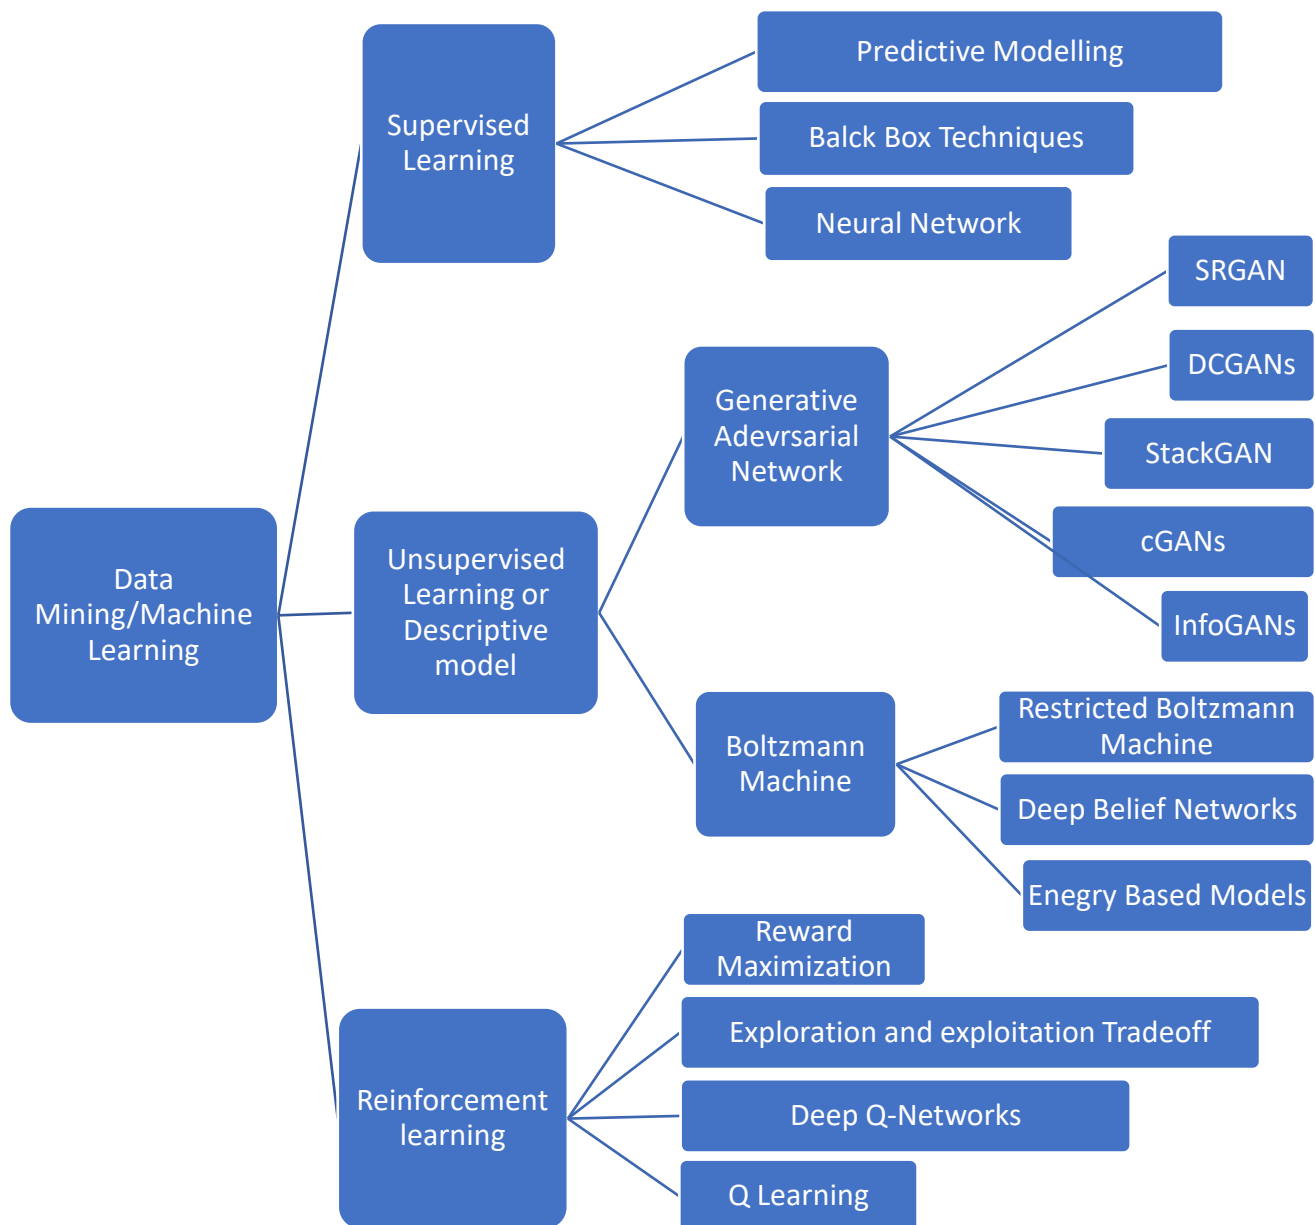 Data
Mining/Machine
Learning
Supervised
Learning
Predictive Modelling
Balck Box Techniques
Neural Network
Unsupervised
Learning or
Descriptive
model
Generative
Adevrsarial
Network
SRGAN
DCGANs
StackGAN
cGANs
InfoGANs
Boltzmann
Machine
Restricted Boltzmann
Machine
Deep Belief Networks
Enegry Based Models
Reinforcement
learning
Reward
Maximization
Exploration and exploitation Tradeoff
Deep Q-Networks
Q Learning